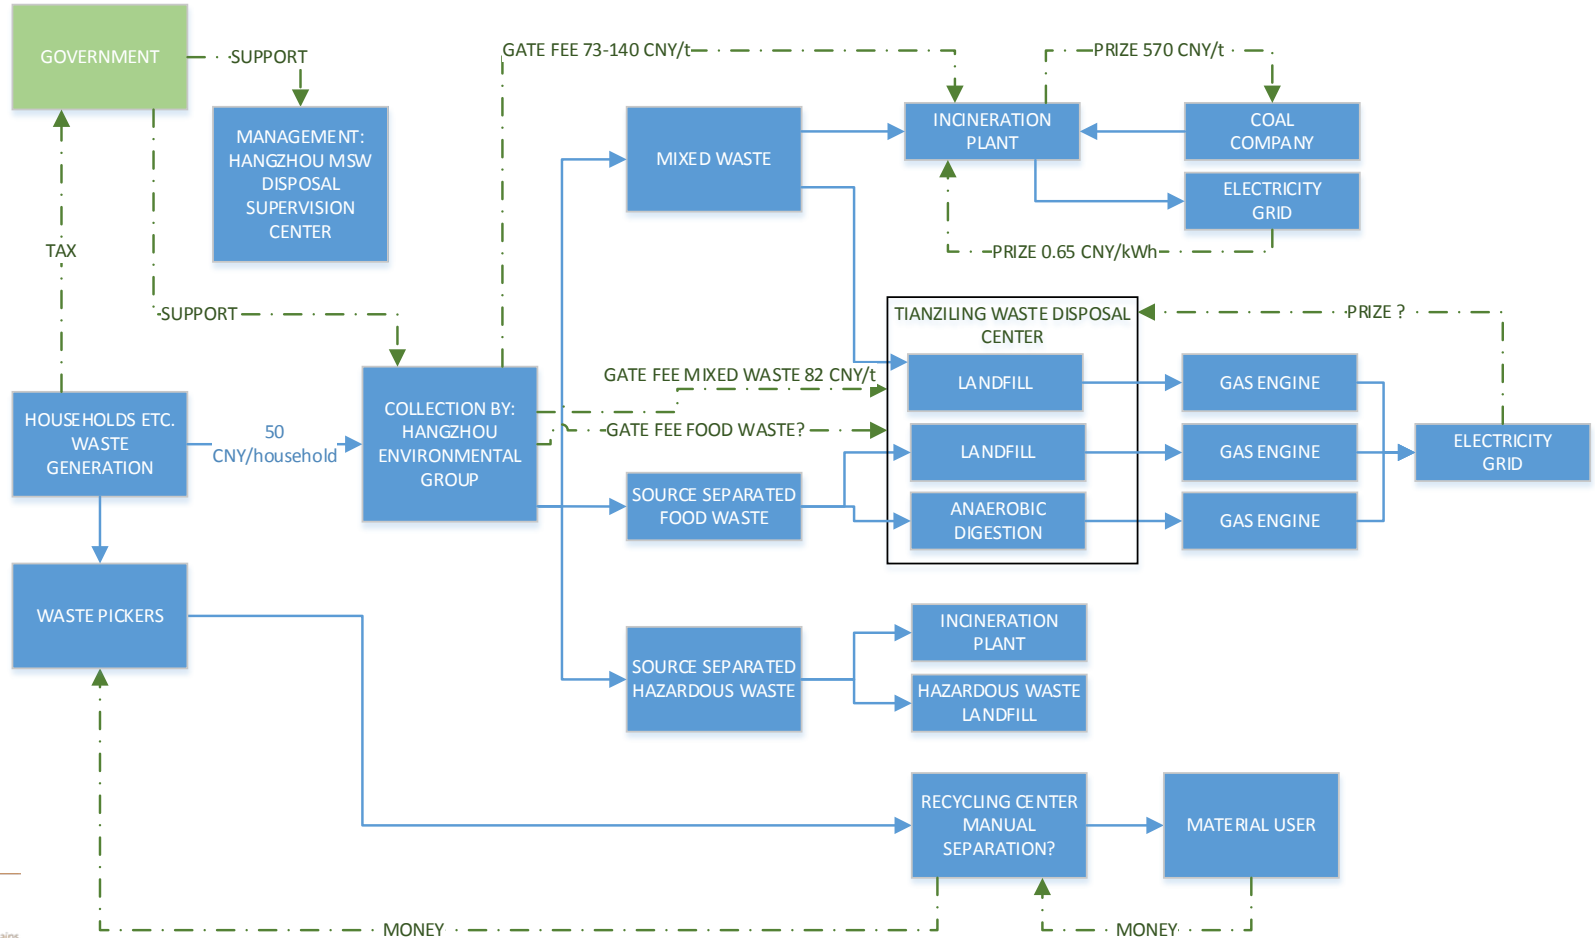 GOVERNMENT
SUPPORT
MANAGEMENT:
HANGZHOU MSW
DISPOSAL
SUPERVISION
CENTER
TAX
SUPPORT
HOUSEHOLDS ETC.
WASTE
GENERATION
50
CNY/household
COLLECTION BY:
HANGZHOU
ENVIRONMENTAL
GROUP
WASTE PICKERS
GATE FEE 73-140 CNY/t
MIXED WASTE
INCINERATION
PLANT
PRIZE 570 CNY/t
COAL
COMPANY
ELECTRICITY
GRID
PRIZE 0.65 CNY/kWh
TIANZILING WASTE DISPOSAL
CENTER
PRIZE ?
GATE FEE MIXED WASTE 82 CNY/t
GATE FEE FOOD WASTE?
LANDFILL
GAS ENGINE
LANDFILL
GAS ENGINE
ELECTRICITY
GRID
SOURCE SEPARATED
FOOD WASTE
ANAEROBIC
DIGESTION
GAS ENGINE
SOURCE SEPARATED
HAZARDOUS WASTE
INCINERATION
PLANT
HAZARDOUS WASTE
LANDFILL
RECYCLING CENTER
MANUAL
SEPARATION?
MATERIAL USER
MONEY
MONEY